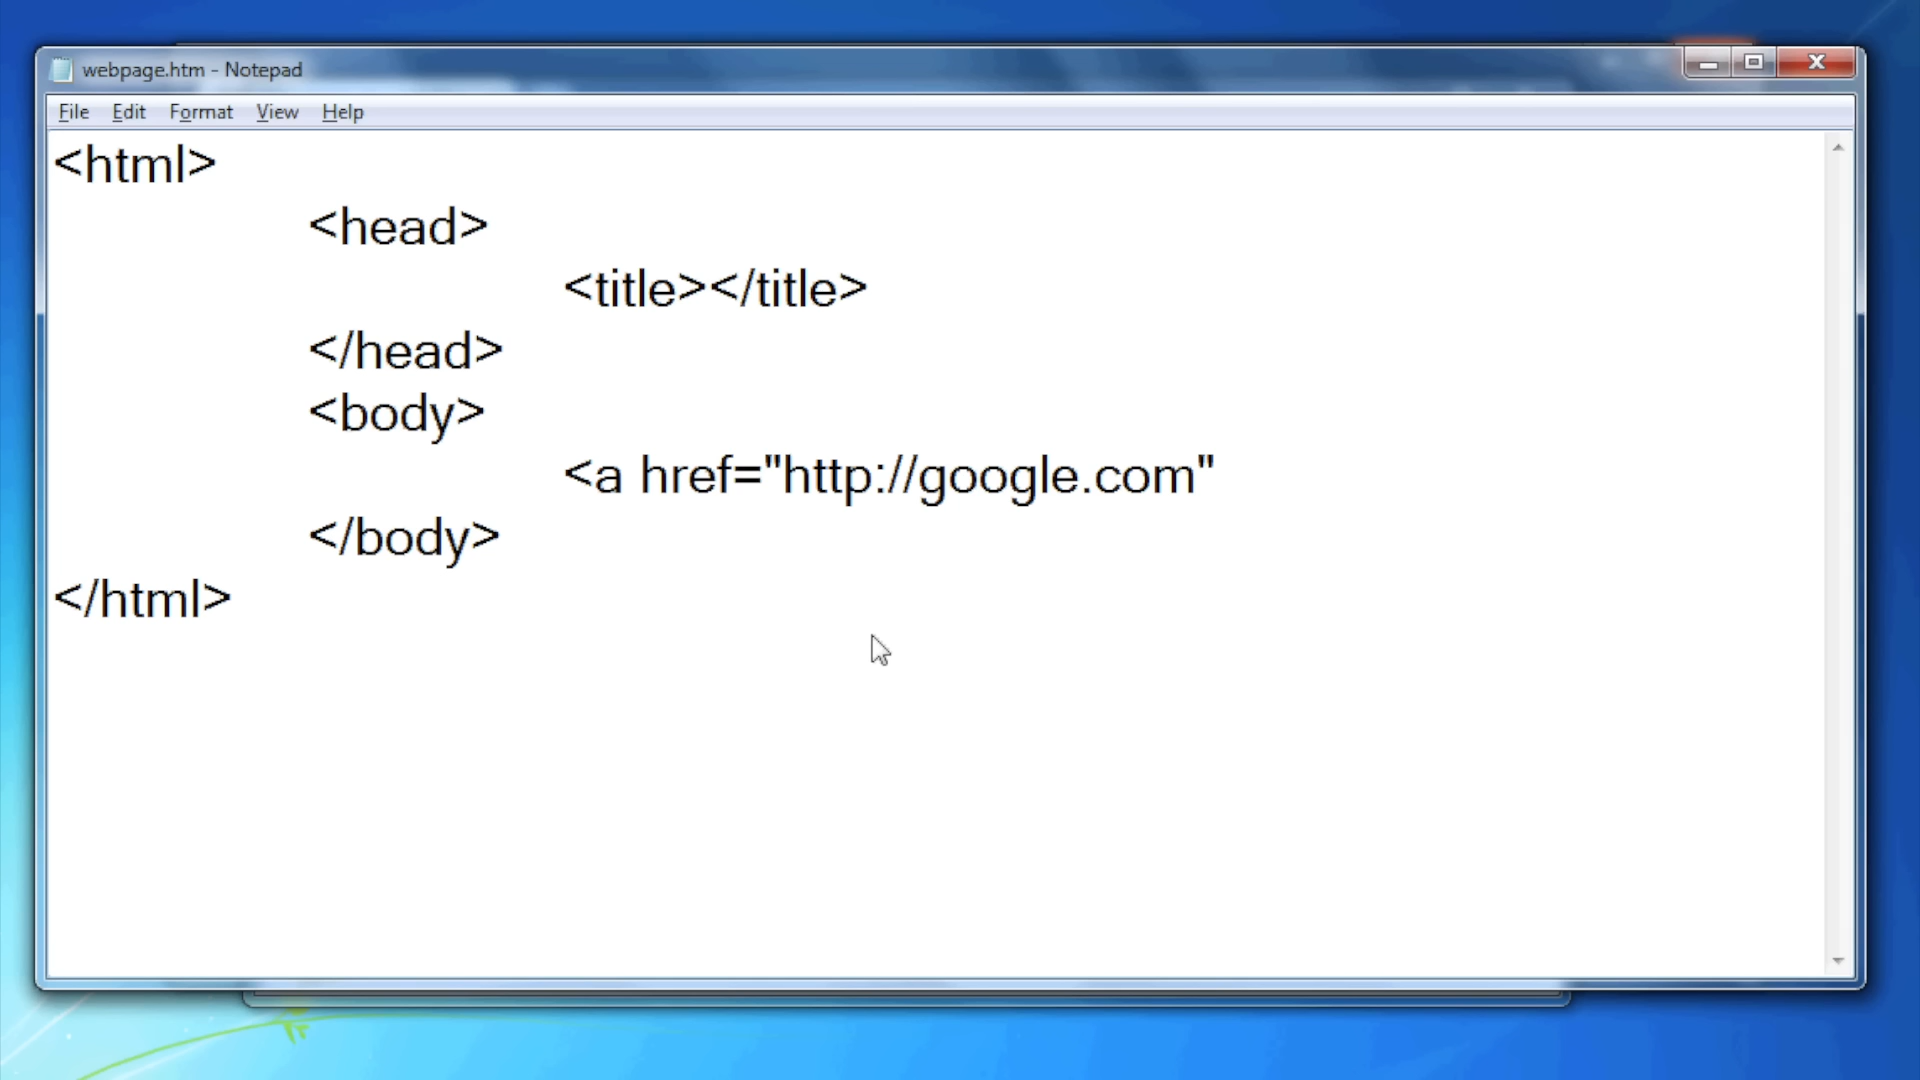 webpage.htm - Notepad
File Edit Format View Help
<html>
<head>
<title></title>
</head>
<body>
<a href="http://google.com"
</body>
</html>